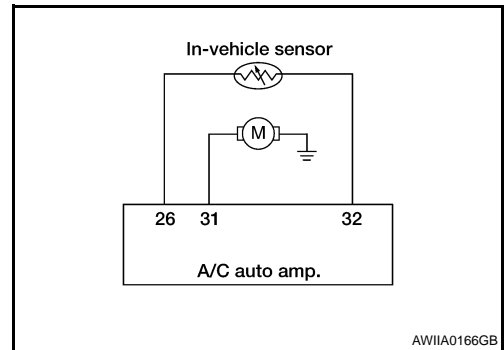 In-vehicle sensor
M
26 31 32
A/C auto amp.
AWIIA0166GB